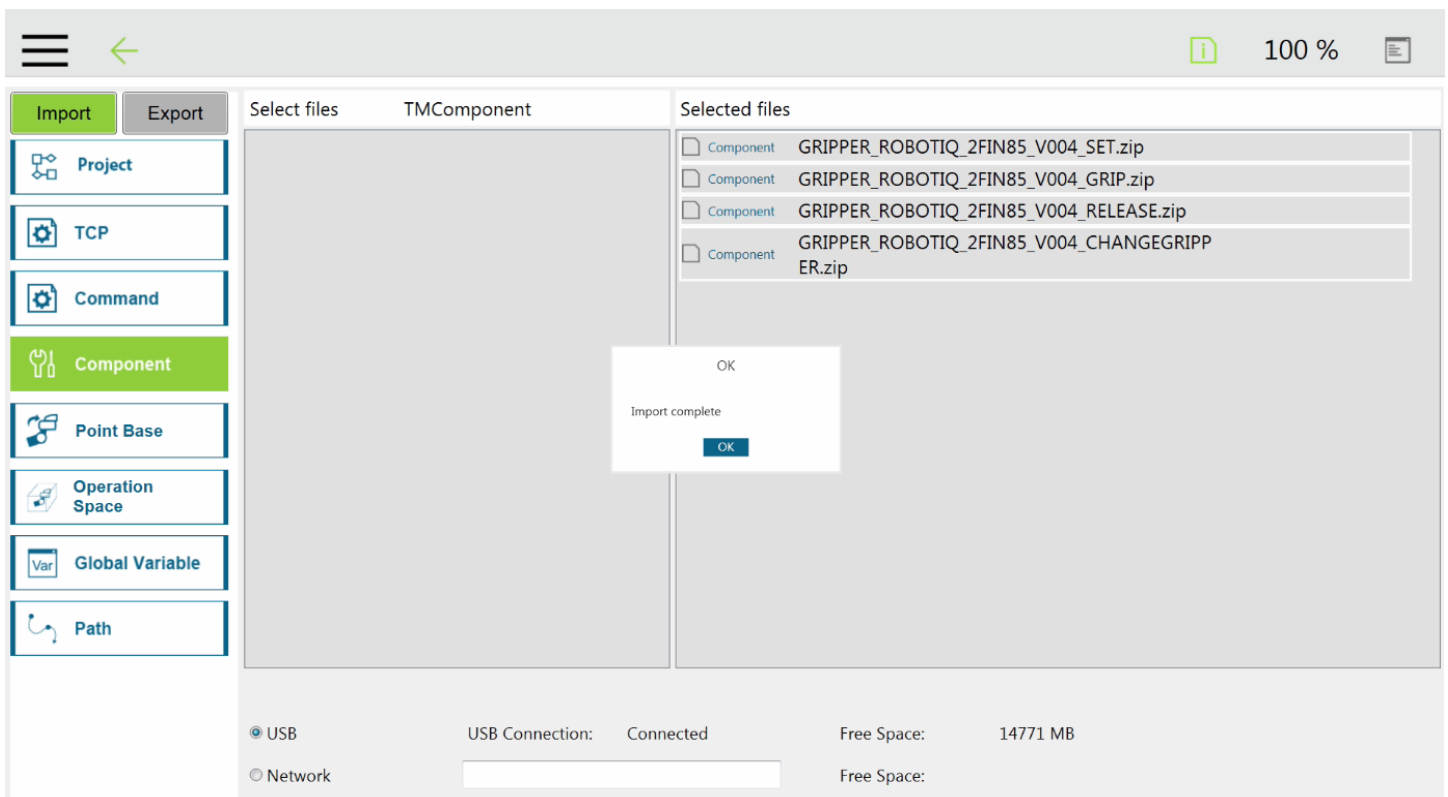 100 %
Import
Export
Select files
TMComponent
Selected files
Project
TCP
Command
Component
Point Base
Operation
Space
Var
Global Variable
Path
Component GRIPPER_ROBOTIQ_2FIN85_V004_SET.zip
Component GRIPPER_ROBOTIQ_2FIN85_V004_GRIP.zip
Component GRIPPER_ROBOTIQ_2FIN85_V004_RELEASE.zip
Component GRIPPER_ROBOTIQ_2FIN85_V004_CHANGEGRIPP
ER.zip
OK
Import complete
OK
USB
USB Connection: Connected
Free Space: 14771 MB
Network
Free Space: